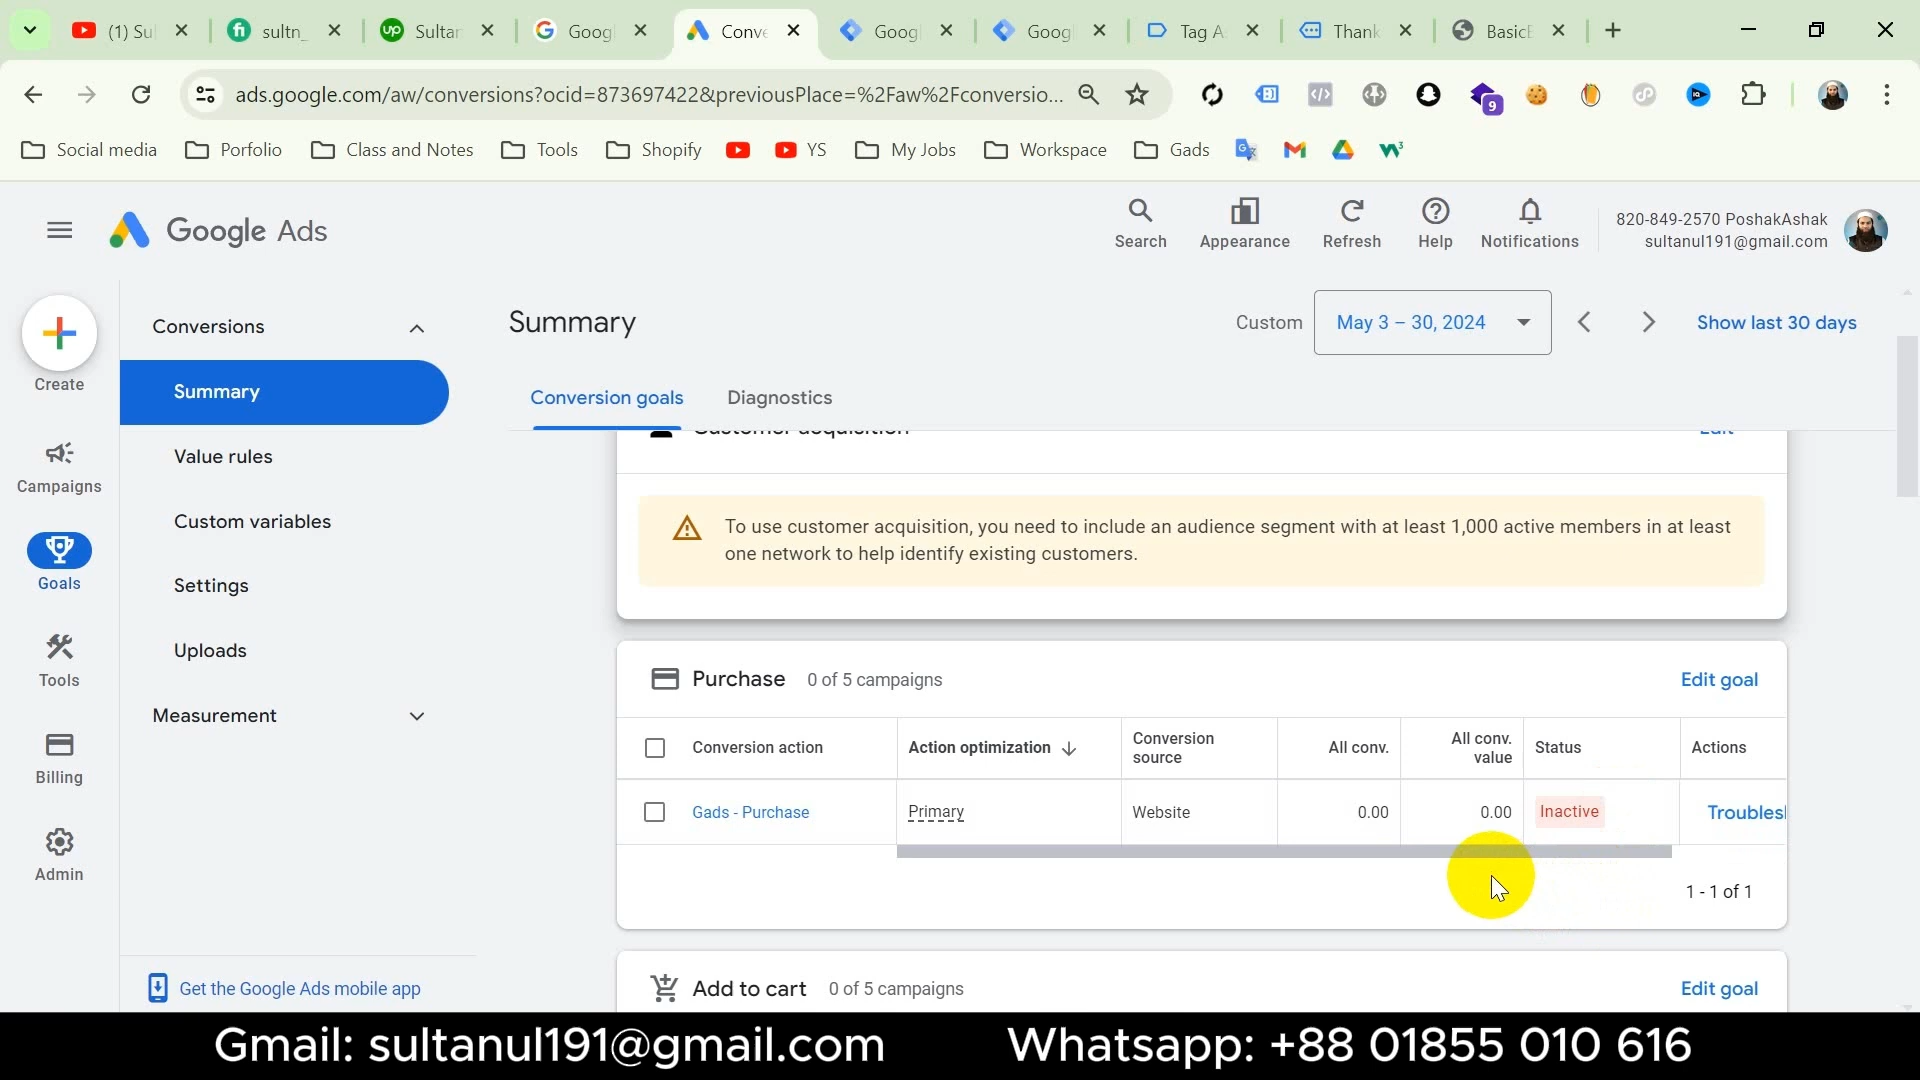 (1) Su
sultn_
Sultar
Googl
Conve
Googl
Googl
Tag A
Thank
BasicE
ads.google.com/aw/conversions?ocid=873697422&previousPlace=%2Faw%2Fconversio...
9
Social media
Porfolio
Class and Notes
Tools
Shopify
YS
My Jobs
Workspace
Gads
Google Ads
Search
Appearance
Refresh
Help
Notifications
820-849-2570 PoshakAshak
sultanul191@gmail.com
Create
Campaigns
Goals
Tools
Billing
Admin
Conversions
Summary
Value rules
Custom variables
Settings
Uploads
Measurement
Get the Google Ads mobile app
Summary
Custom
May 3 – 30, 2024
Show last 30 days
Conversion goals
Diagnostics
Customer acquisition
Edit
To use customer acquisition, you need to include an audience segment with at least 1,000 active members in at least
one network to help identify existing customers.
Purchase 0 of 5 campaigns
Edit goal
Conversion action
Action optimization
Conversion
source
All conv.
All conv.
value
Status
Actions
Gads - Purchase
Primary
Website
0.00
0.00
Inactive
Troubles
1 - 1 of 1
Add to cart 0 of 5 campaigns
Edit goal
Gmail: sultanul191@gmail.com
Whatsapp: +88 01855 010 616